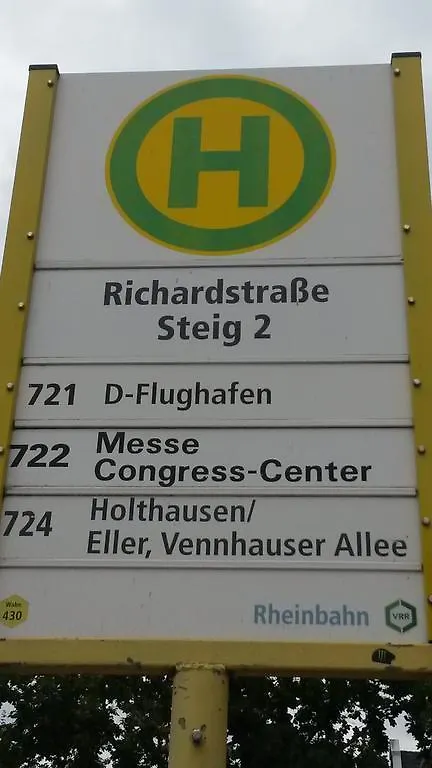 H
Richardstraße
Steig 2
721 D-Flughafen
722 Messe
Congress-Center
724 Holthausen/
Eller, Vennhauser Allee
Wabe
430
Rheinbahn VRR